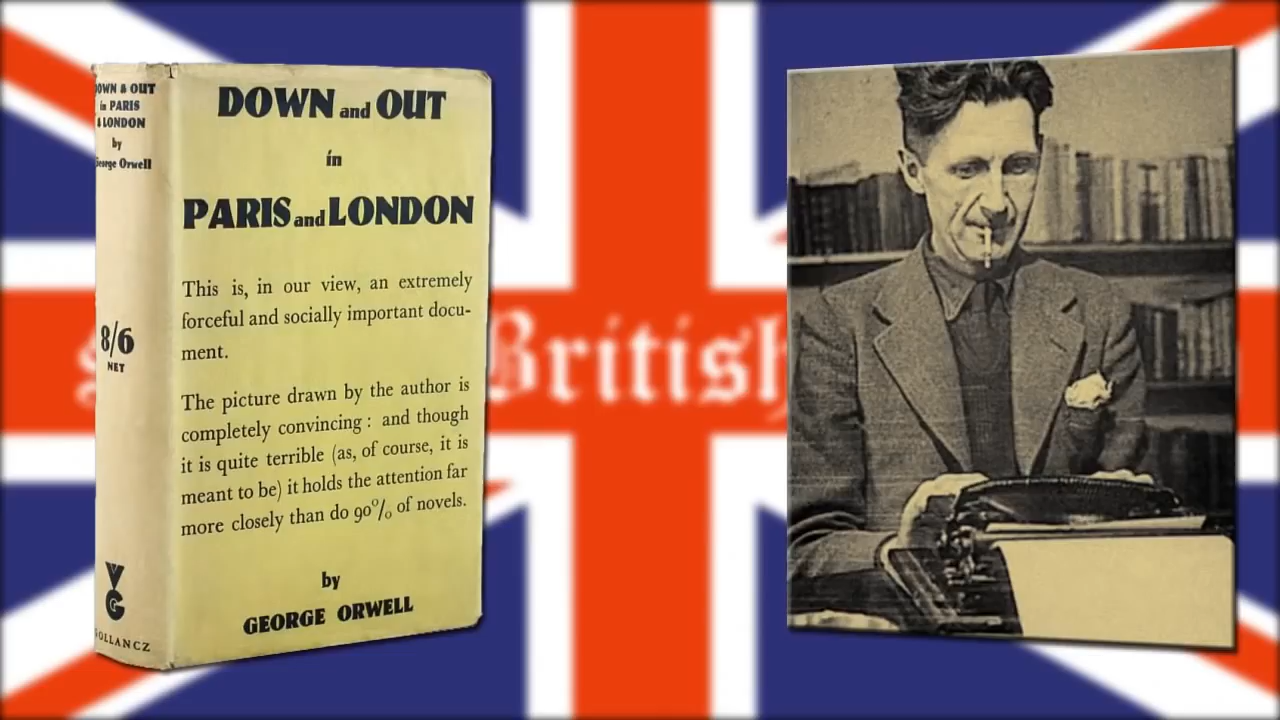 OWN & OUT
in PARIS
& LONDON
by
George Orwell
8/6
NET
VG
OLLANCZ
DOWN and OUT
in
PARIS and LONDON
This is, in our view, an extremely
forceful and socially important docu-
ment.
The picture drawn by the author is
completely convincing : and though
it is quite terrible (as, of course, it is
meant to be) it holds the attention far
more closely than do 90% of novels.
by
GEORGE ORWELL
British